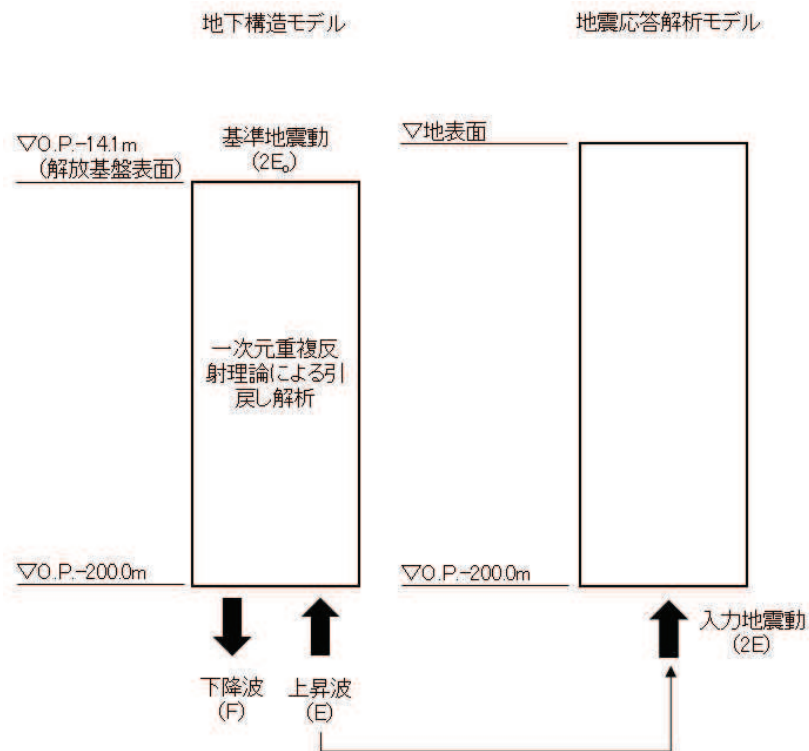 地下構造モデル
地震応答解析モデル
▽O.P.-14.1m
(解放基盤表面)
基準地震動
(2E₀)
▽地表面
一次元重複反
射理論による引
戻し解析
▽O.P.-200.0m
▽O.P.-200.0m
下降波
(F)
上昇波
(E)
入力地震動
(2E)